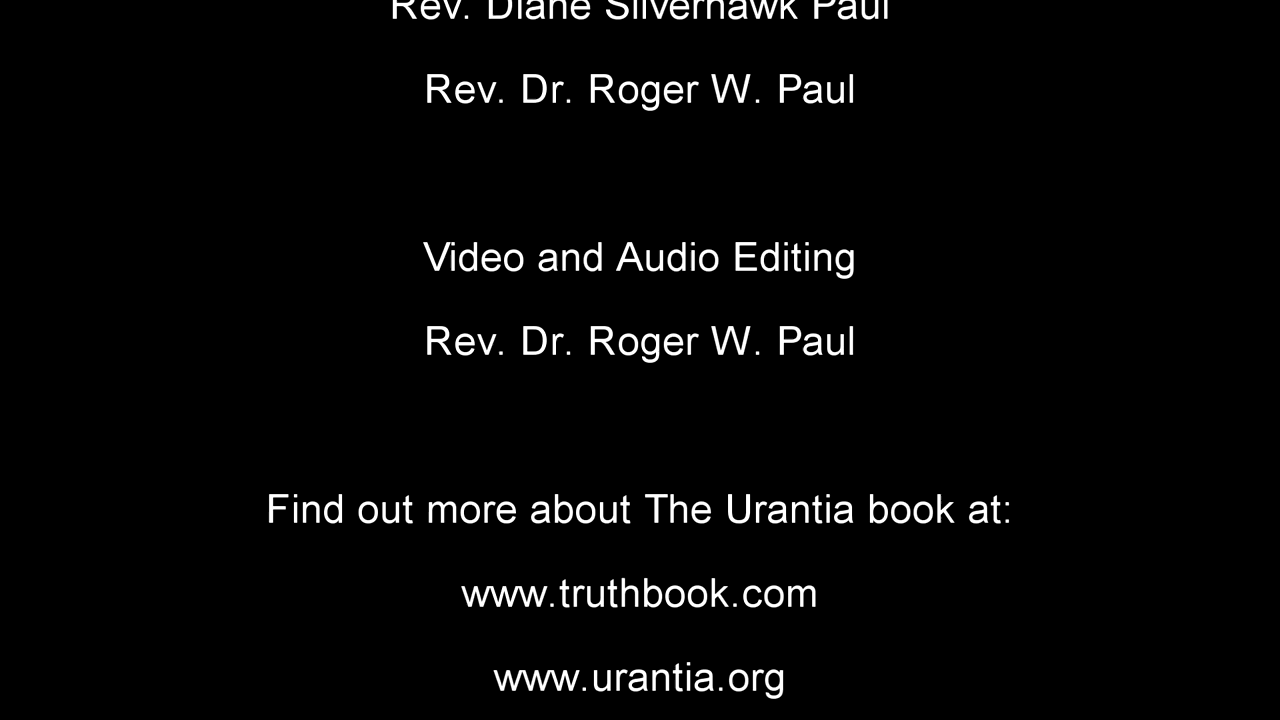 Rev. Diane Silverhawk Paul
Rev. Dr. Roger W. Paul
Video and Audio Editing
Rev. Dr. Roger W. Paul
Find out more about The Urantia book at:
www.truthbook.com
www.urantia.org